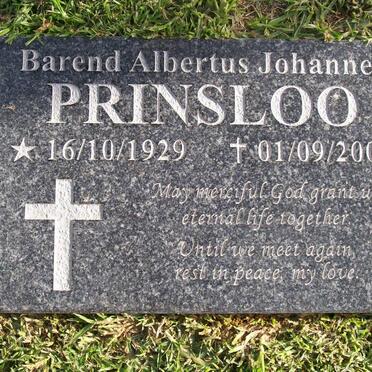 Barend Albertus Johanne
PRINSLOO
★ 16/10/1929 ✝ 01/09/200
May merciful God grant u
eternal life together.
Until we meet again,
rest in peace, my love.